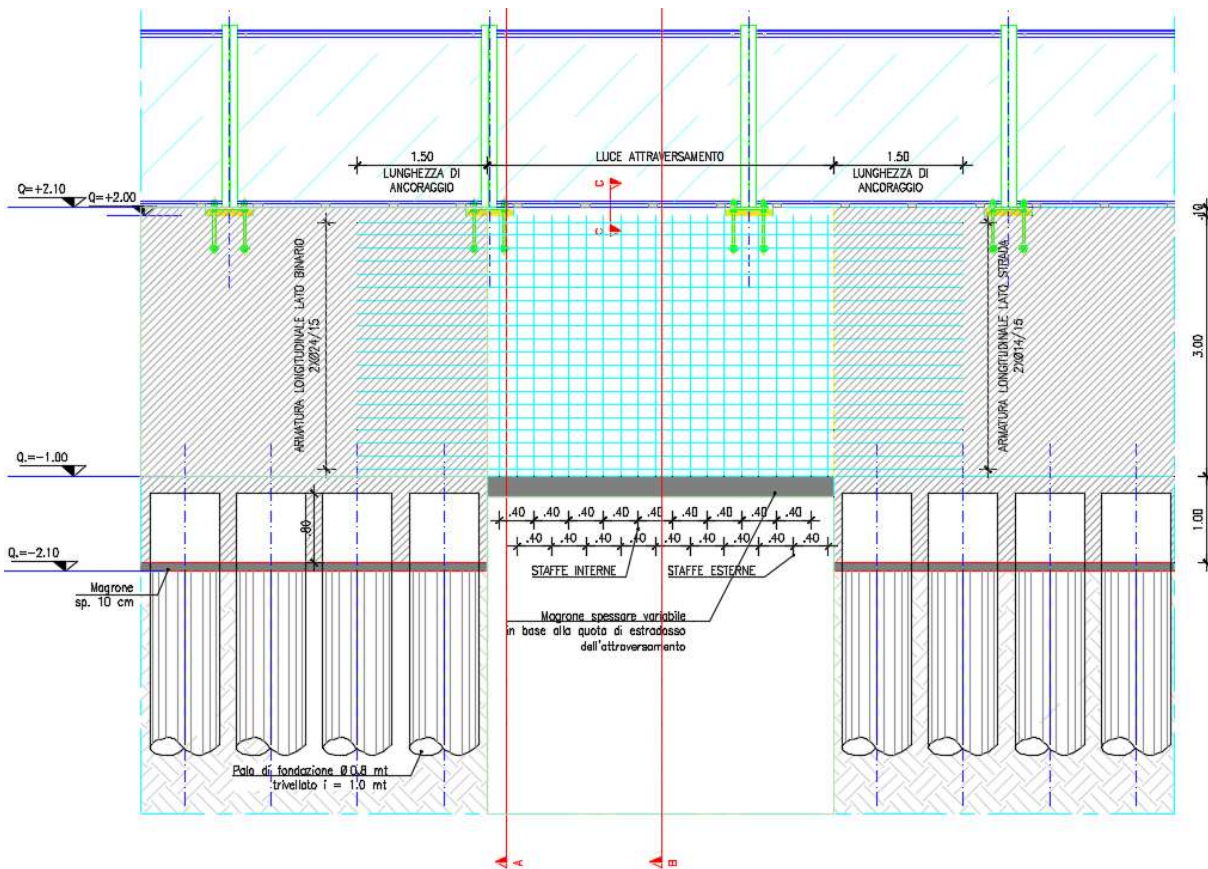 1.50
LUCE ATTRAVERSAMENTO
1.50
LUNGHEZZA DI
ANCORAGGIO
LUNGHEZZA DI
ANCORAGGIO
C
C
Q=+2.10
Q=+2.00
.10
ARMATURA LONGITUDINALE LATO BINARIO
2XØ24/15
ARMATURA LONGITUDINALE LATO STRADA
2XØ14/15
3.00
Q.=-1.00
.80
1.00
.40 .40 .40 .40 .40 .40 .40 .40 .40
.40 .40 .40 .40 .40 .40 .40 .40 .40
Q.=-2.10
STAFFE INTERNE
STAFFE ESTERNE
Magrone
sp. 10 cm
Magrone spessore variabile
in base alla quota di estradosso
dell'attraversamento
Palo di fondazione Ø0.8 mt
trivellato i = 1.0 mt
A
B